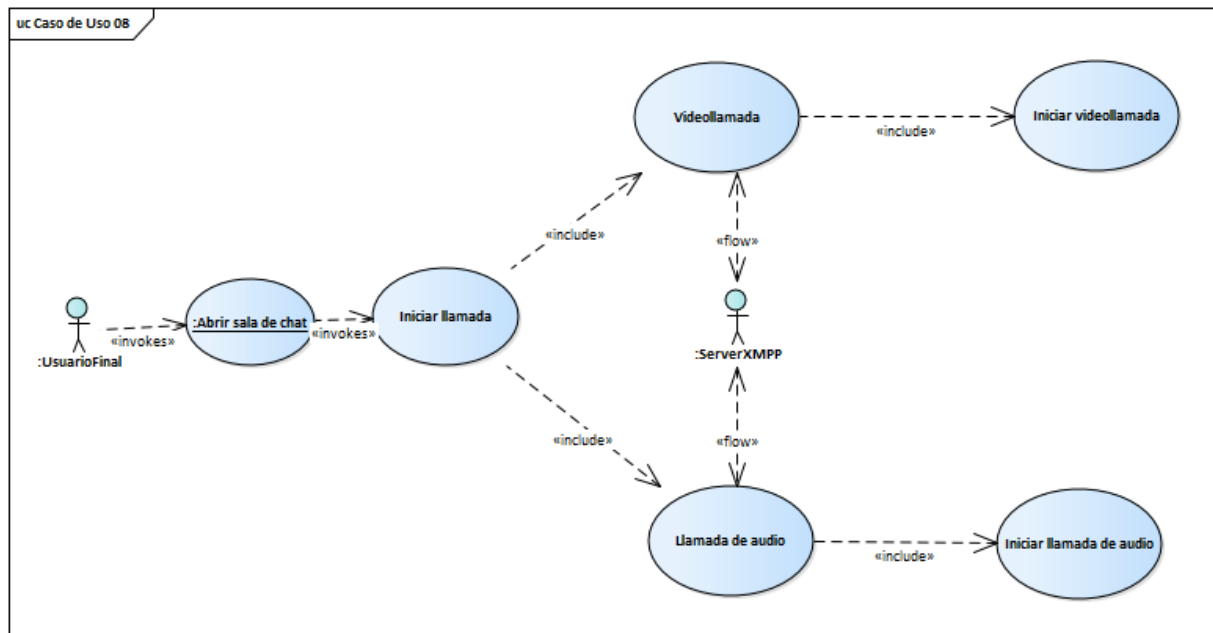 uc Caso de Uso 08
Videollamada
«include»
Iniciar videollamada
«include»
«flow»
:UsuarioFinal
«invokes»
:Abrir sala de chat
«invokes»
Iniciar llamada
:ServerXMPP
«include»
«flow»
Llamada de audio
«include»
Iniciar llamada de audio